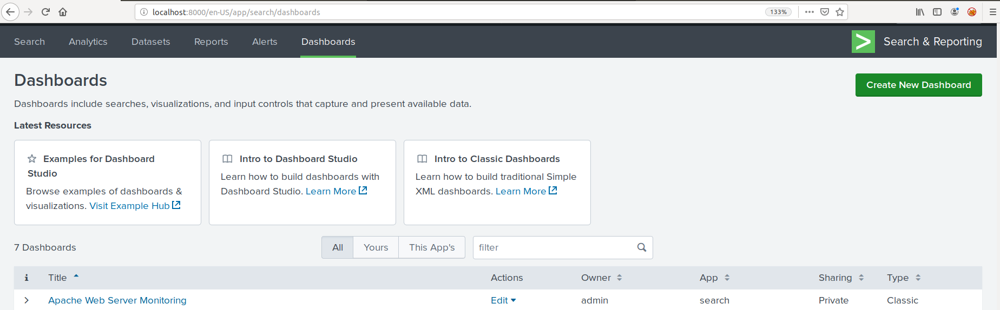 localhost:8000/en-US/app/search/dashboards 133%
Search Analytics Datasets Reports Alerts Dashboards Search & Reporting
Dashboards
Create New Dashboard
Dashboards include searches, visualizations, and input controls that capture and present available data.
Latest Resources
Examples for Dashboard
Studio
Browse examples of dashboards &
visualizations. Visit Example Hub
Intro to Dashboard Studio
Learn how to build dashboards with
Dashboard Studio. Learn More
Intro to Classic Dashboards
Learn how to build traditional Simple
XML dashboards. Learn More
7 Dashboards All Yours This App's filter
i Title Actions Owner App Sharing Type
Apache Web Server Monitoring Edit admin search Private Classic